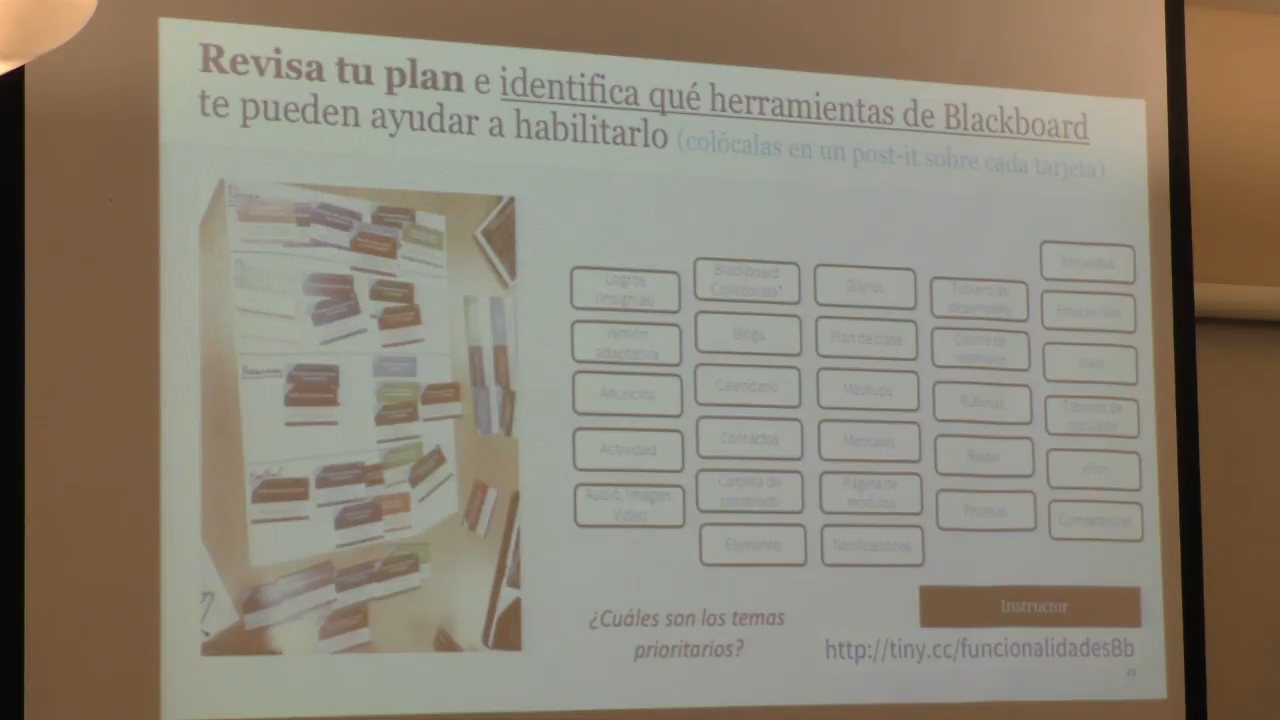 Revisa tu plan e identifica qué herramientas de Blackboard
te pueden ayudar a habilitarlo (colócalas en un post-it sobre cada tarjeta)
Logros
(insignias)
Versión
adaptativa
Anuncios
Actividad
Audio, Imagen,
Video
Blackboard
Collaborate
Blogs
Calendario
Contactos
Carpeta de
contenido
Elemento
Diarios
Plan de clase
Mashups
Mensajes
Página de
módulos
Notificaciones
Tablero de
desempeño
Centro de
Rúbricas
Roster
Pruebas
Encuestas
Enlaces Web
Wikis
Tableros de
discusión
Competencias
¿Cuáles son los temas
prioritarios?
Instructor
http://tiny.cc/funcionalidadesBb